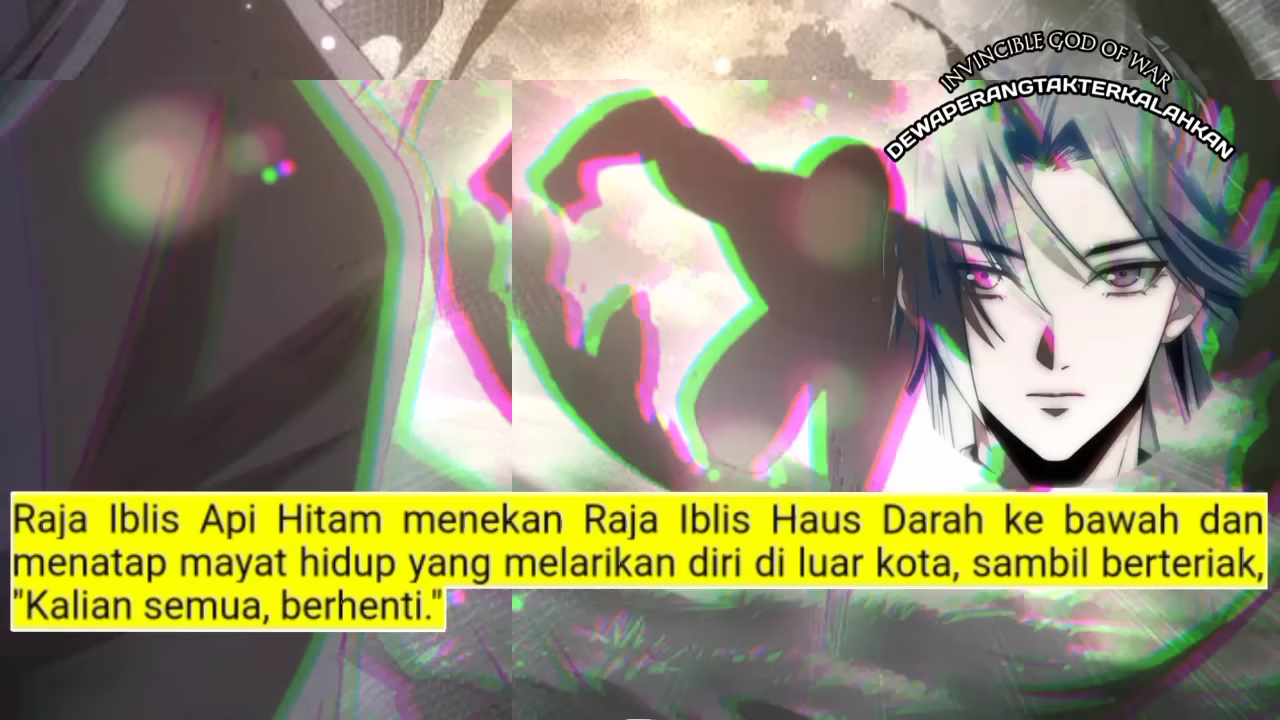 INVINCIBLE GOD OF WAR
DEWAPERANGTAKTERKALAHKAN
Raja Iblis Api Hitam menekan Raja Iblis Haus Darah ke bawah dan
menatap mayat hidup yang melarikan diri di luar kota, sambil berteriak,
"Kalian semua, berhenti."